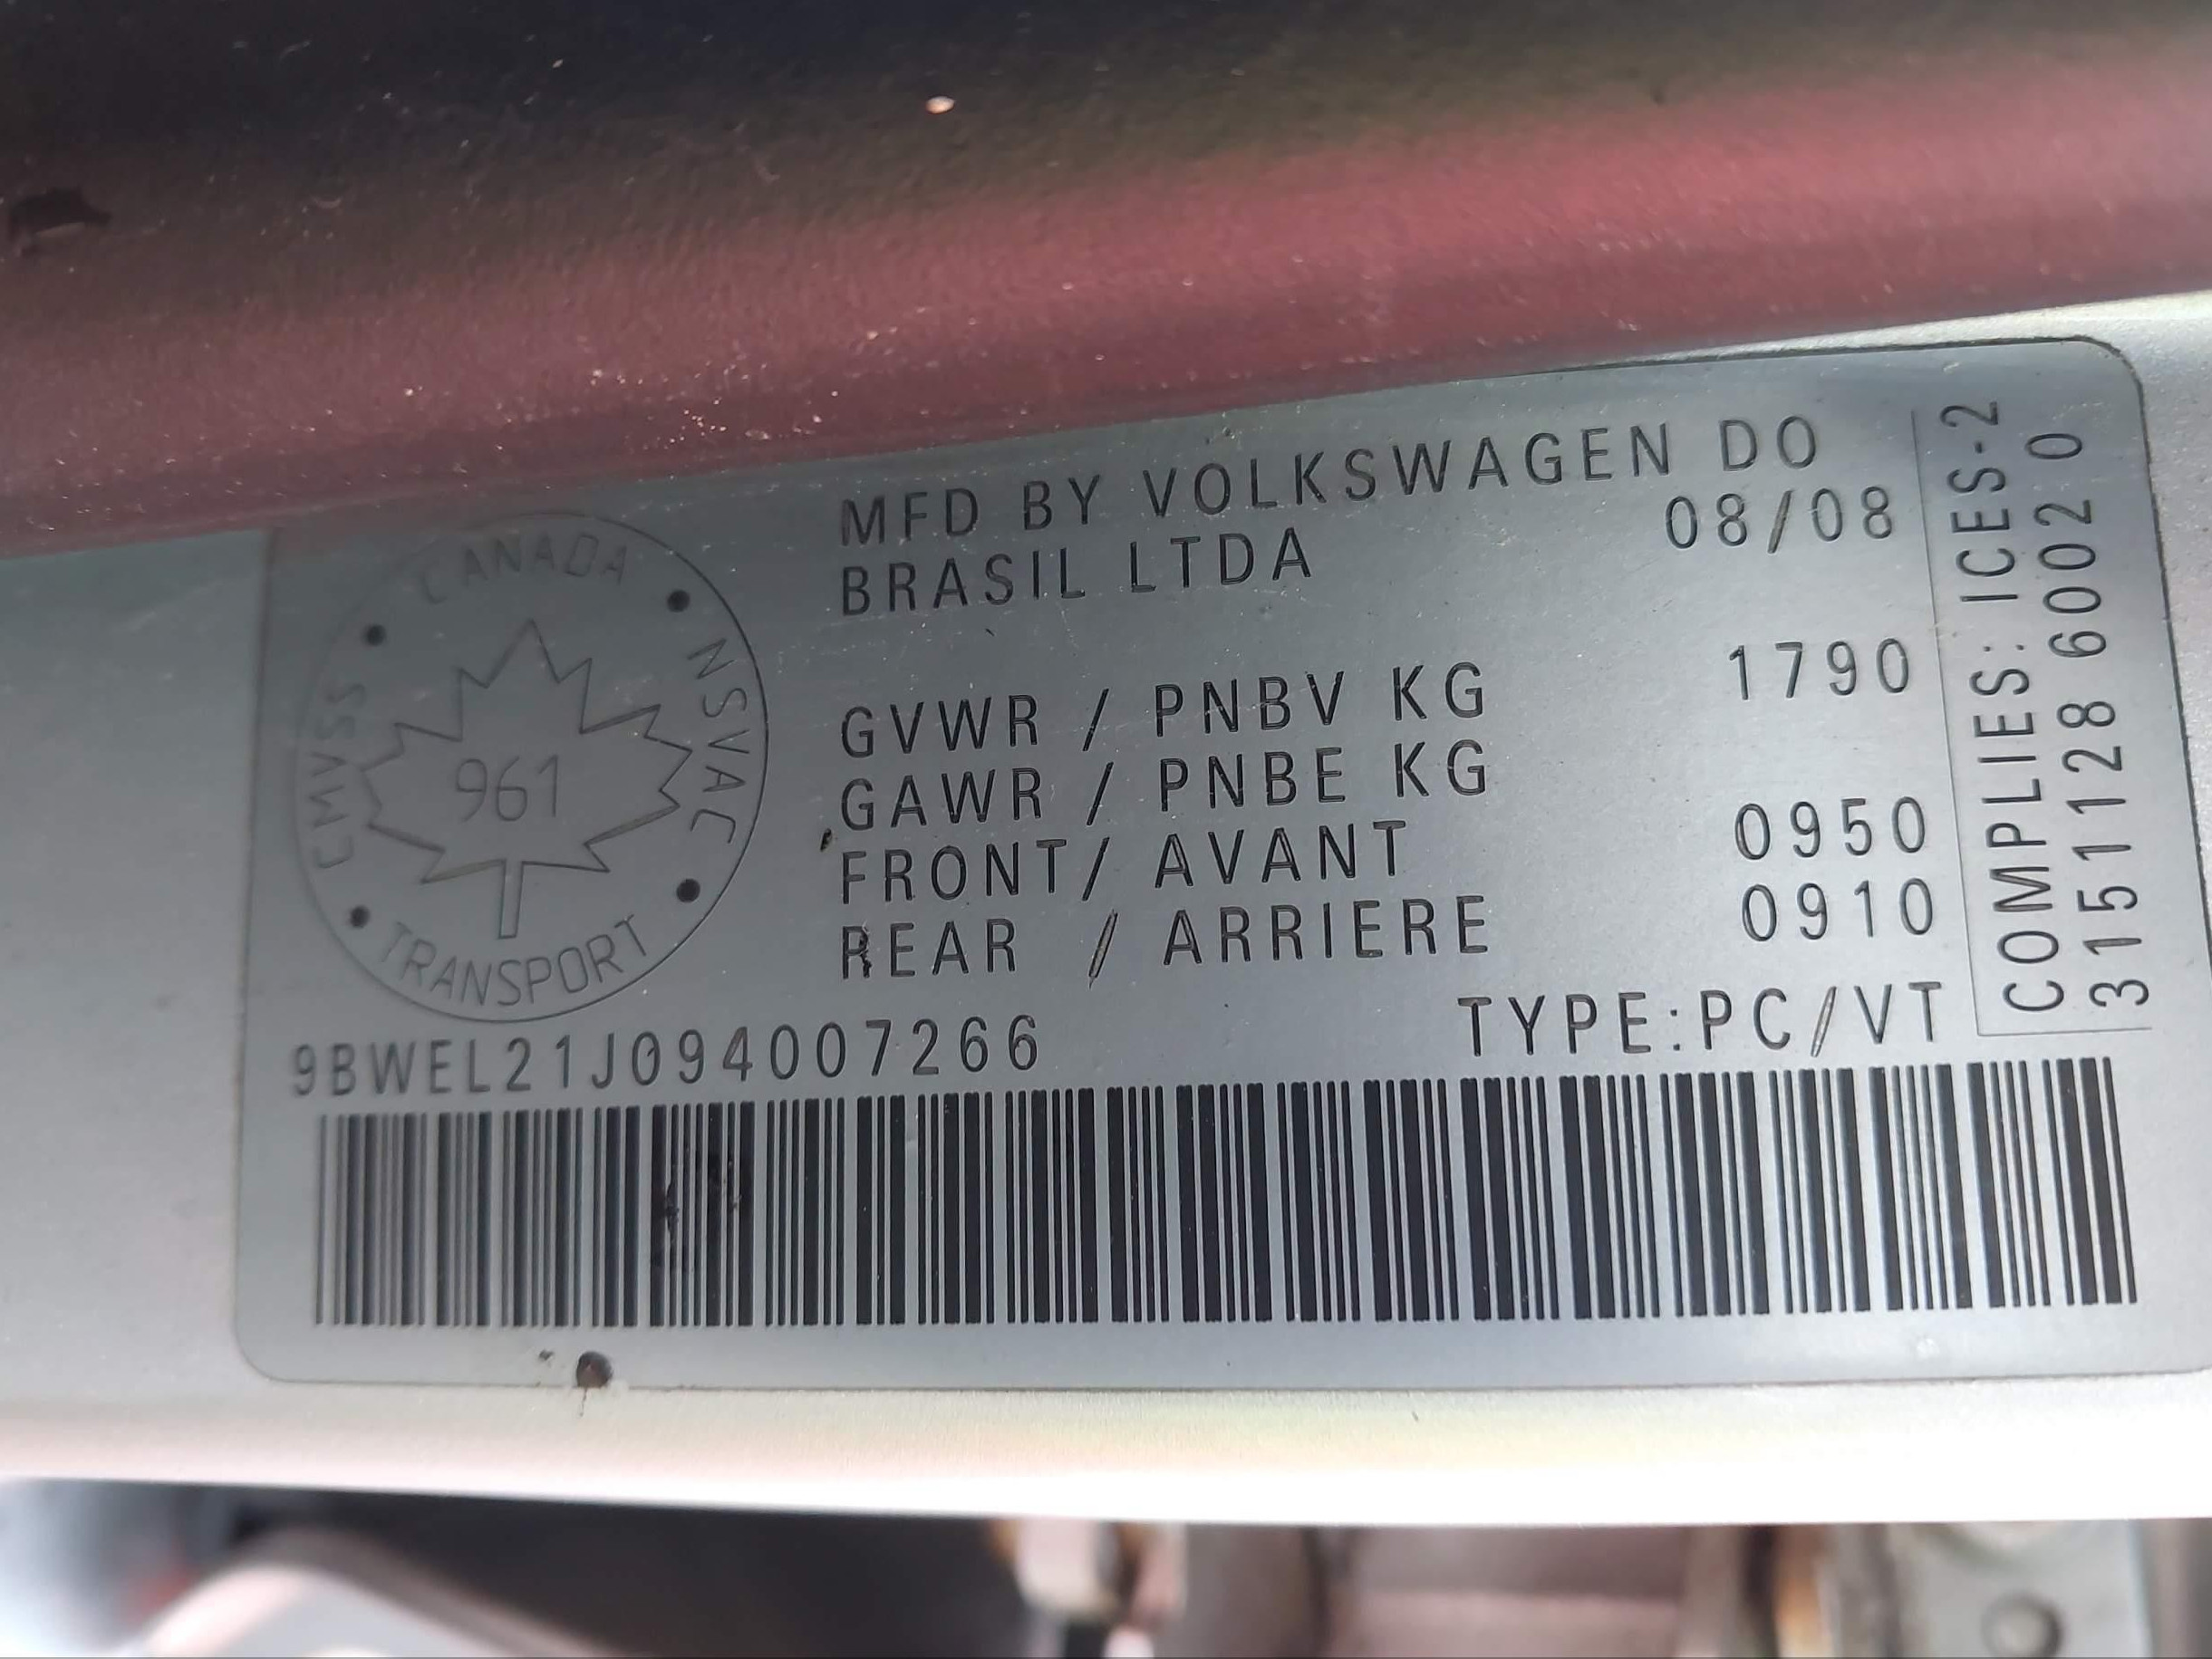 CANADA
NSVAC
TRANSPORT
CMVSS
961
MFD BY VOLKSWAGEN DO
BRASIL LTDA 08/08
GVWR / PNBV KG 1790
GAWR / PNBE KG
FRONT/ AVANT 0950
REAR / ARRIERE 0910
9BWEL21J094007266 TYPE:PC/VT
COMPLIES: ICES-2
3151128 6002 0